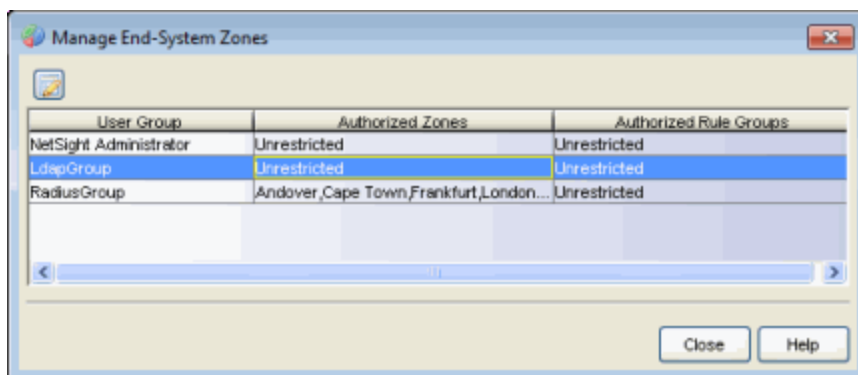 Manage End-System Zones
User Group Authorized Zones Authorized Rule Groups
NetSight Administrator Unrestricted Unrestricted
LdapGroup Unrestricted Unrestricted
RadiusGroup Andover,Cape Town,Frankfurt,London... Unrestricted
Close Help